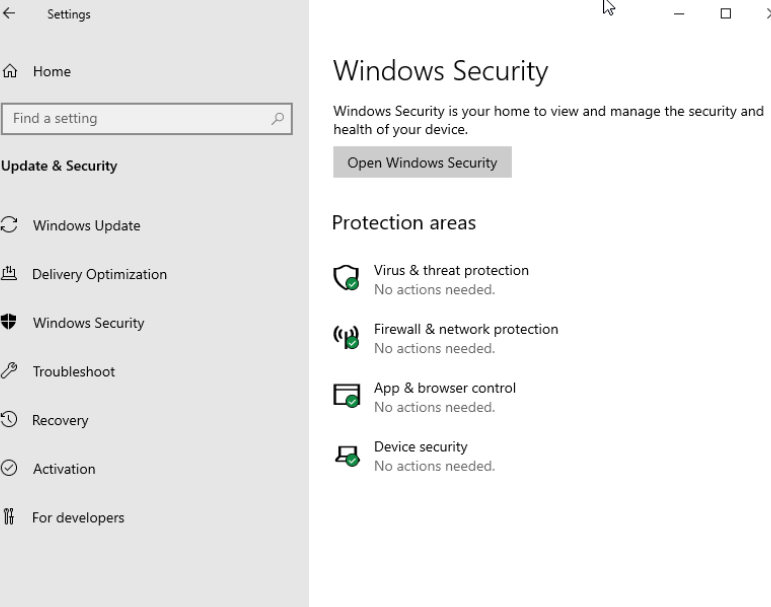 Settings
Home
Find a setting
Update & Security
Windows Update
Delivery Optimization
Windows Security
Troubleshoot
Recovery
Activation
For developers
Windows Security
Windows Security is your home to view and manage the security and
health of your device.
Open Windows Security
Protection areas
Virus & threat protection
No actions needed.
Firewall & network protection
No actions needed.
App & browser control
No actions needed.
Device security
No actions needed.